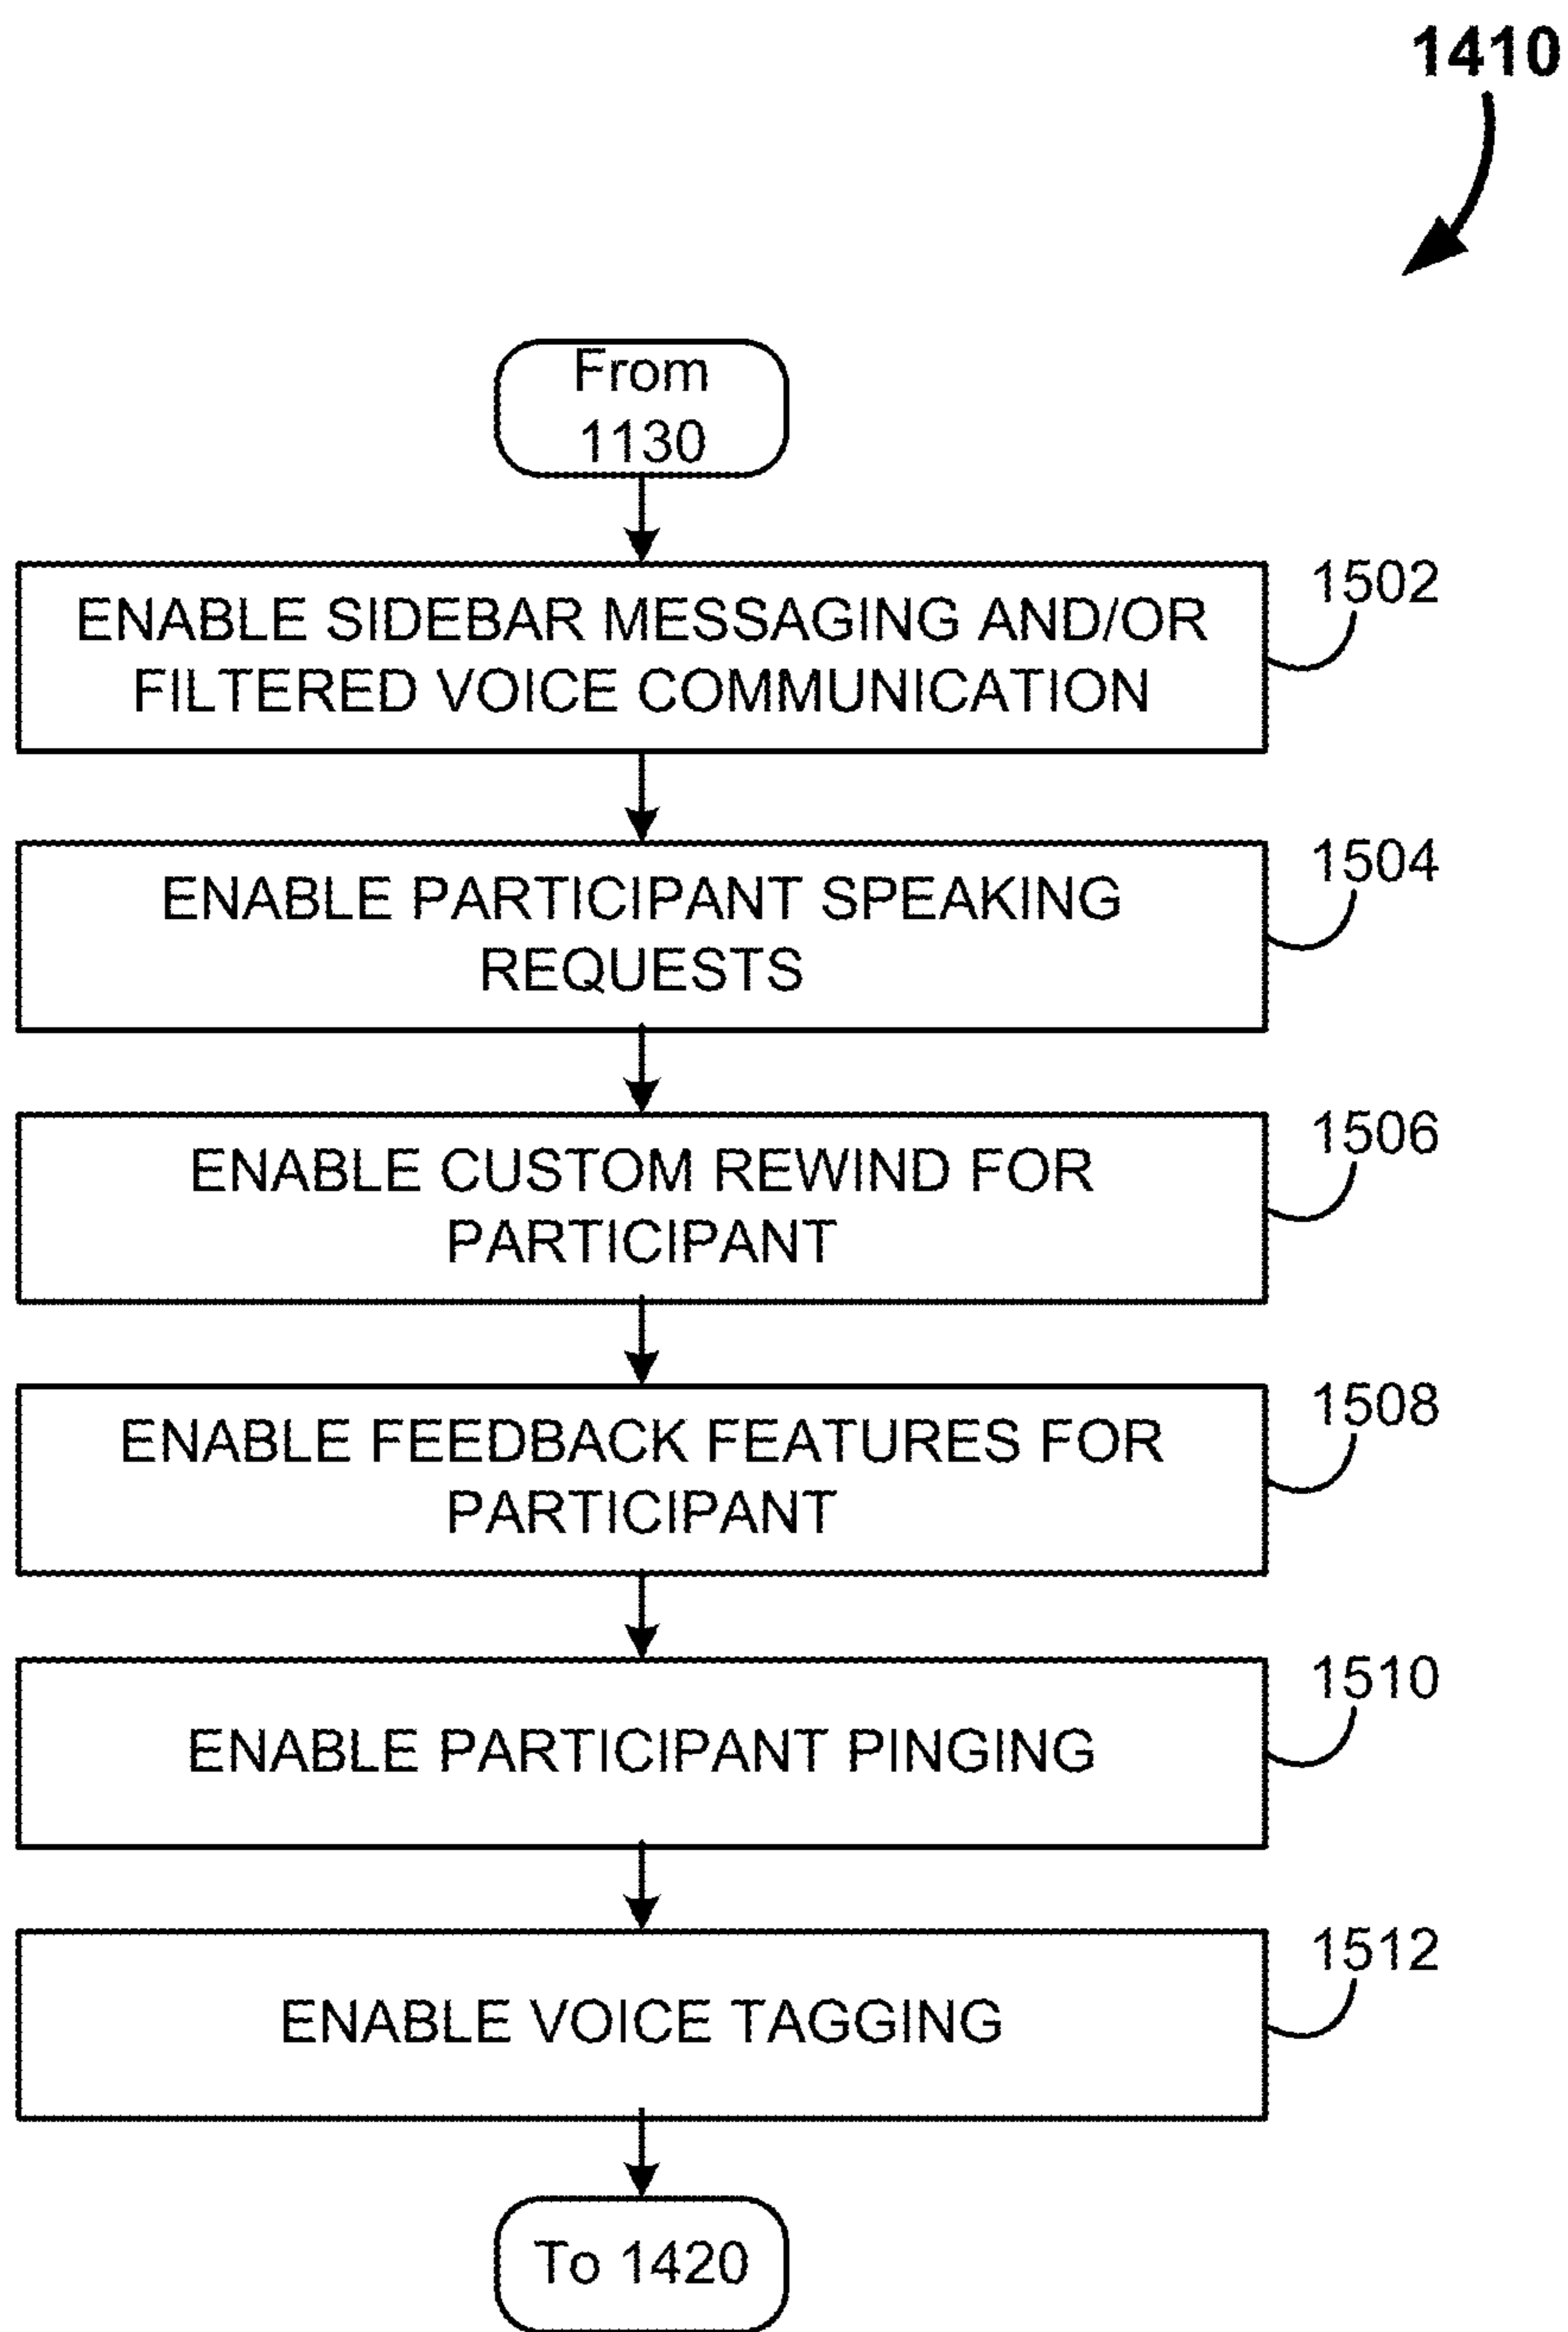 1410
From
1130
1502
ENABLE SIDEBAR MESSAGING AND/OR
FILTERED VOICE COMMUNICATION
1504
ENABLE PARTICIPANT SPEAKING
REQUESTS
1506
ENABLE CUSTOM REWIND FOR
PARTICIPANT
1508
ENABLE FEEDBACK FEATURES FOR
PARTICIPANT
1510
ENABLE PARTICIPANT PINGING
1512
ENABLE VOICE TAGGING
To 1420